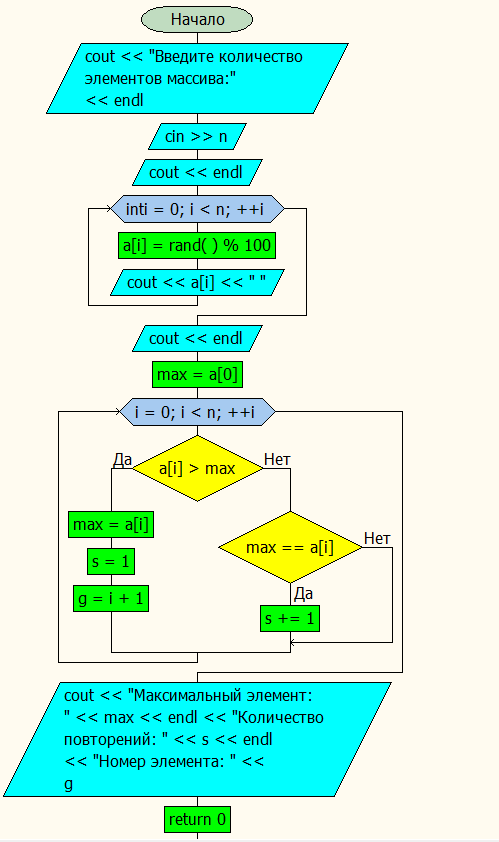 Начало
cout << "Введите количество
элементов массива:"
<< endl
cin >> n
cout << endl
inti = 0; i < n; ++i
a[i] = rand( ) % 100
cout << a[i] << " "
cout << endl
max = a[0]
i = 0; i < n; ++i
Да
a[i] > max
Нет
max = a[i]
s = 1
g = i + 1
max == a[i]
Нет
Да
s += 1
cout << "Максимальный элемент:
" << max << endl << "Количество
повторений: " << s << endl
<< "Номер элемента: " <<
g
return 0